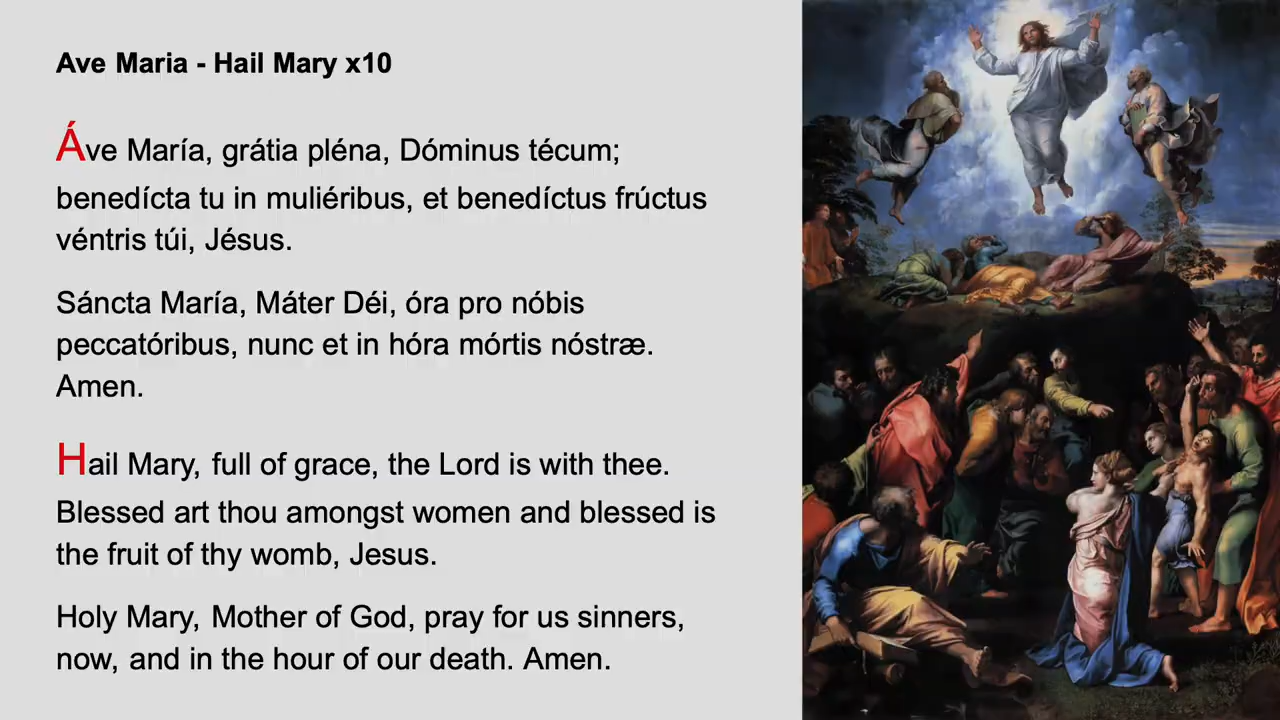 Ave Maria - Hail Mary x10
Áve María, grátia pléna, Dóminus técum;
benedícta tu in muliéribus, et benedíctus frúctus
véntris túi, Jésus.
Sáncta María, Máter Déi, óra pro nóbis
peccatóribus, nunc et in hóra mórtis nóstræ.
Amen.
Hail Mary, full of grace, the Lord is with thee.
Blessed art thou amongst women and blessed is
the fruit of thy womb, Jesus.
Holy Mary, Mother of God, pray for us sinners,
now, and in the hour of our death. Amen.